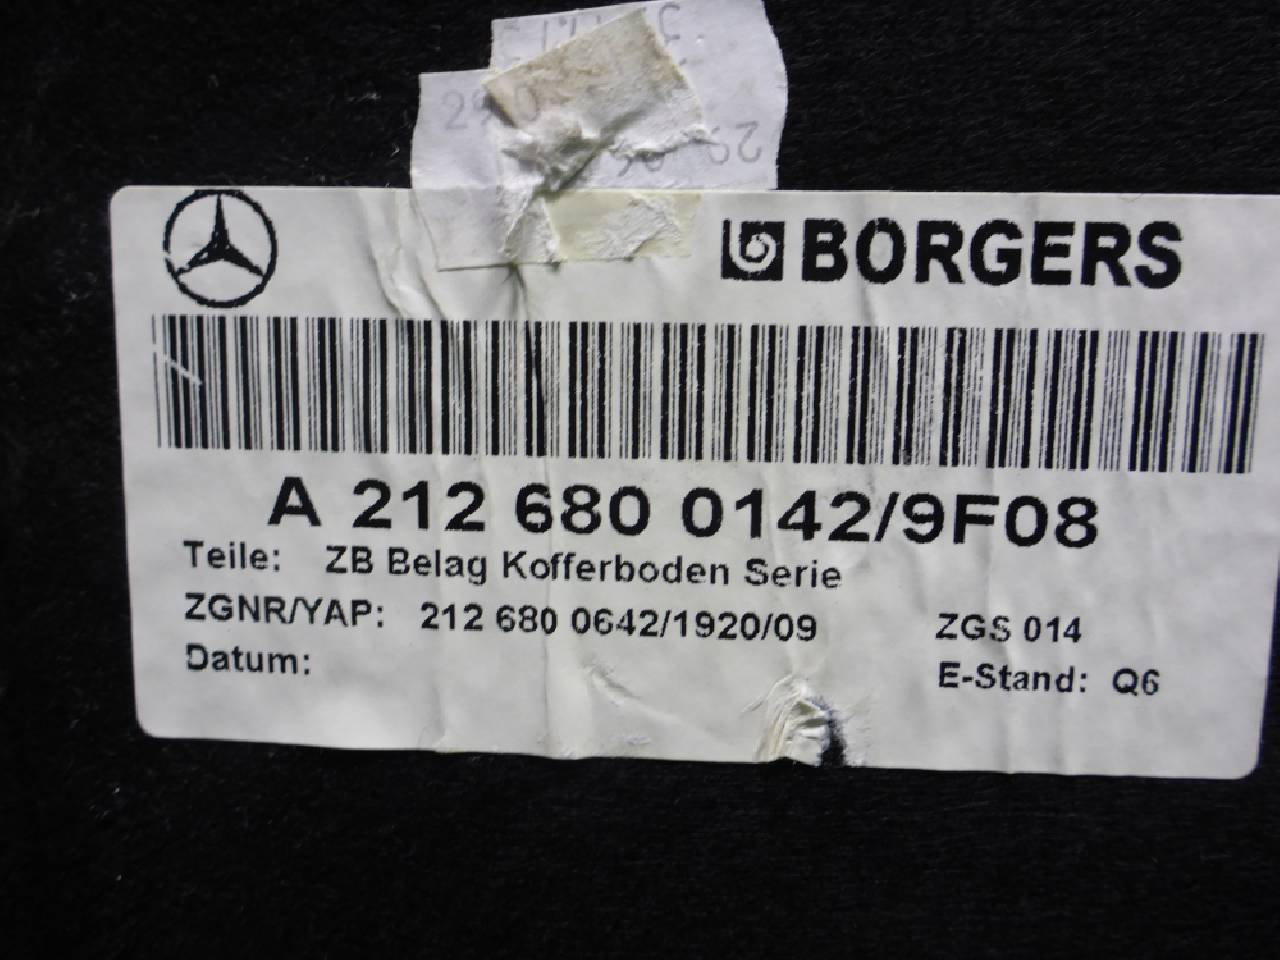 BORGERS
A 212 680 0142/9F08
Teile: ZB Belag Kofferboden Serie
ZGNR/YAP: 212 680 0642/1920/09 ZGS 014
Datum: E-Stand: Q6